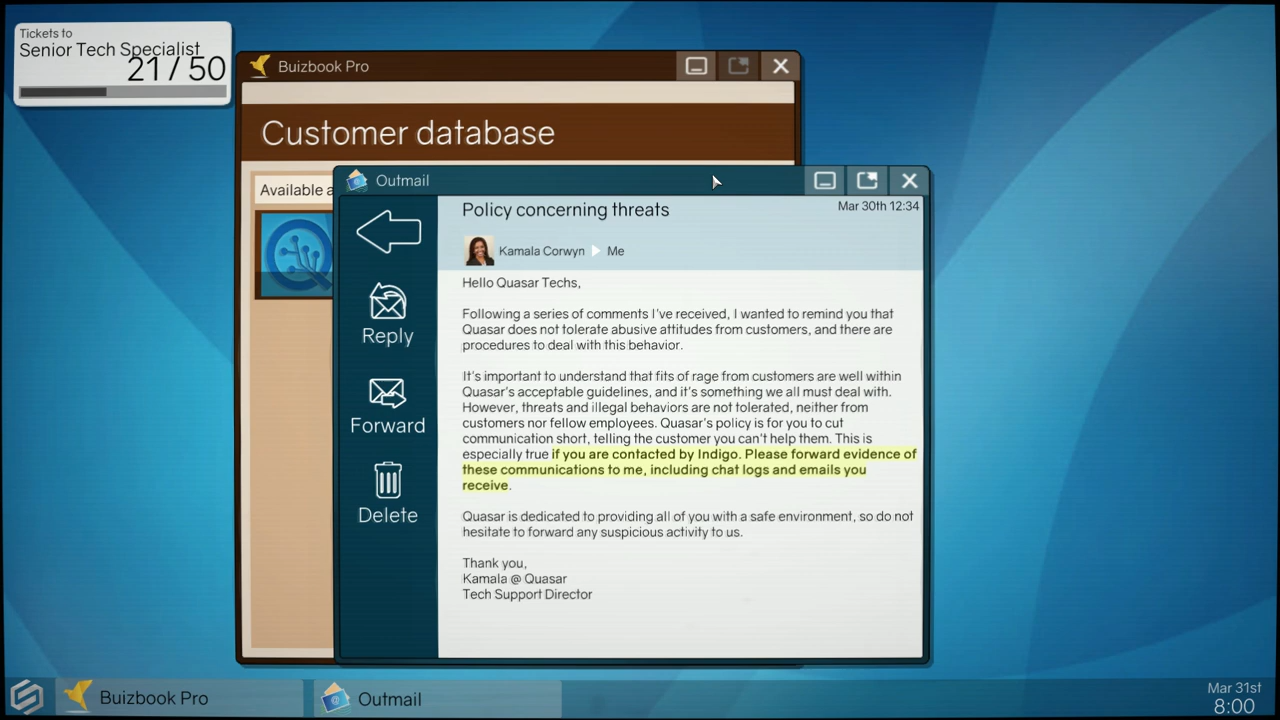 Tickets to
Senior Tech Specialist
21 / 50
Buizbook Pro
Customer database
Available a
Outmail
Policy concerning threats
Mar 30th 12:34
Kamala Corwyn
Me
Reply
Forward
Delete
Hello Quasar Techs,
Following a series of comments I've received, I wanted to remind you that
Quasar does not tolerate abusive attitudes from customers, and there are
procedures to deal with this behavior.
It's important to understand that fits of rage from customers are well within
Quasar's acceptable guidelines, and it's something we all must deal with.
However, threats and illegal behaviors are not tolerated, neither from
customers nor fellow employees. Quasar's policy is for you to cut
communication short, telling the customer you can't help them. This is
especially true if you are contacted by Indigo. Please forward evidence of
these communications to me, including chat logs and emails you
receive.
Quasar is dedicated to providing all of you with a safe environment, so do not
hesitate to forward any suspicious activity to us.
Thank you,
Kamala @ Quasar
Tech Support Director
Buizbook Pro
Outmail
Mar 31st
8:00